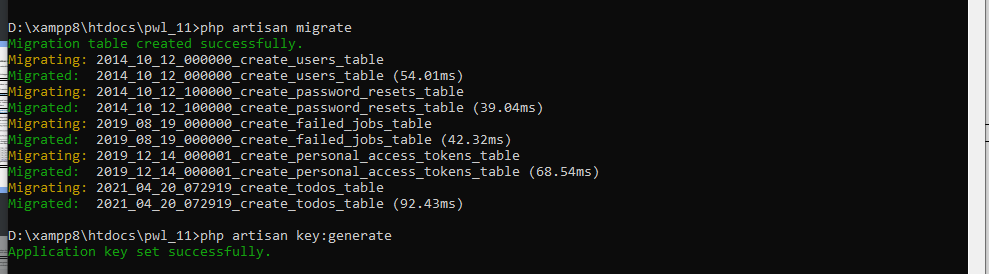 D:\xampp8\htdocs\pwl_11>php artisan migrate
Migration table created successfully.
Migrating: 2014_10_12_000000_create_users_table
Migrated:  2014_10_12_000000_create_users_table (54.01ms)
Migrating: 2014_10_12_100000_create_password_resets_table
Migrated:  2014_10_12_100000_create_password_resets_table (39.04ms)
Migrating: 2019_08_19_000000_create_failed_jobs_table
Migrated:  2019_08_19_000000_create_failed_jobs_table (42.32ms)
Migrating: 2019_12_14_000001_create_personal_access_tokens_table
Migrated:  2019_12_14_000001_create_personal_access_tokens_table (68.54ms)
Migrating: 2021_04_20_072919_create_todos_table
Migrated:  2021_04_20_072919_create_todos_table (92.43ms)
D:\xampp8\htdocs\pwl_11>php artisan key:generate
Application key set successfully.